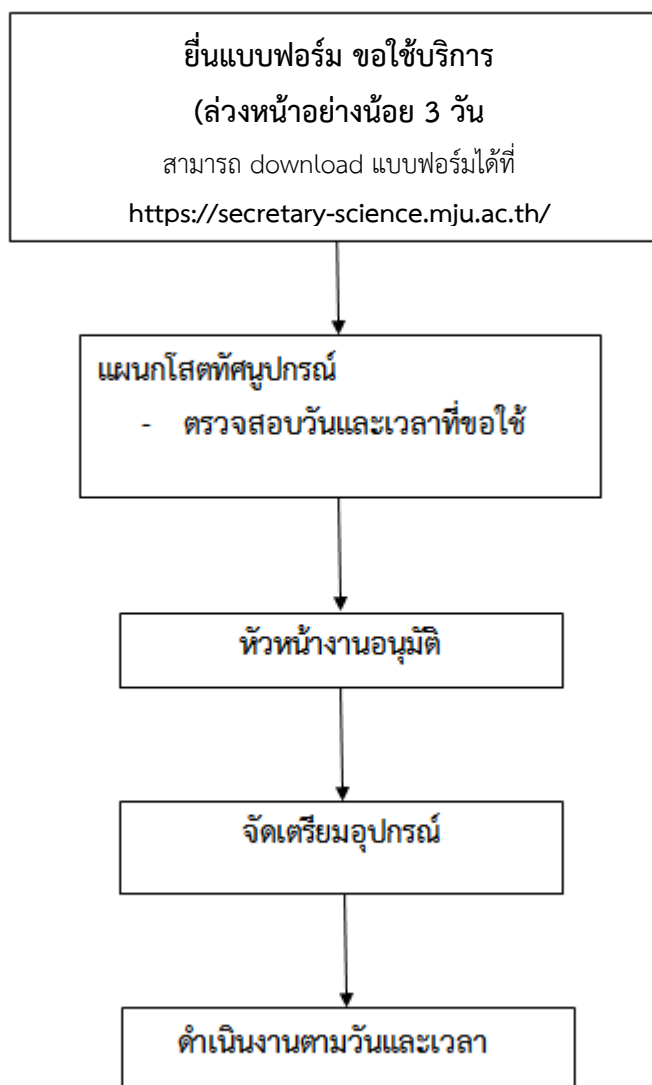 ยื่นแบบฟอร์ม ขอใช้บริการ
(ล่วงหน้าอย่างน้อย 3 วัน
สามารถ download แบบฟอร์มได้ที่
https://secretary-science.mju.ac.th/
แผนกโสตทัศนูปกรณ์
- ตรวจสอบวันและเวลาที่ขอใช้
หัวหน้างานอนุมัติ
จัดเตรียมอุปกรณ์
ดำเนินงานตามวันและเวลา